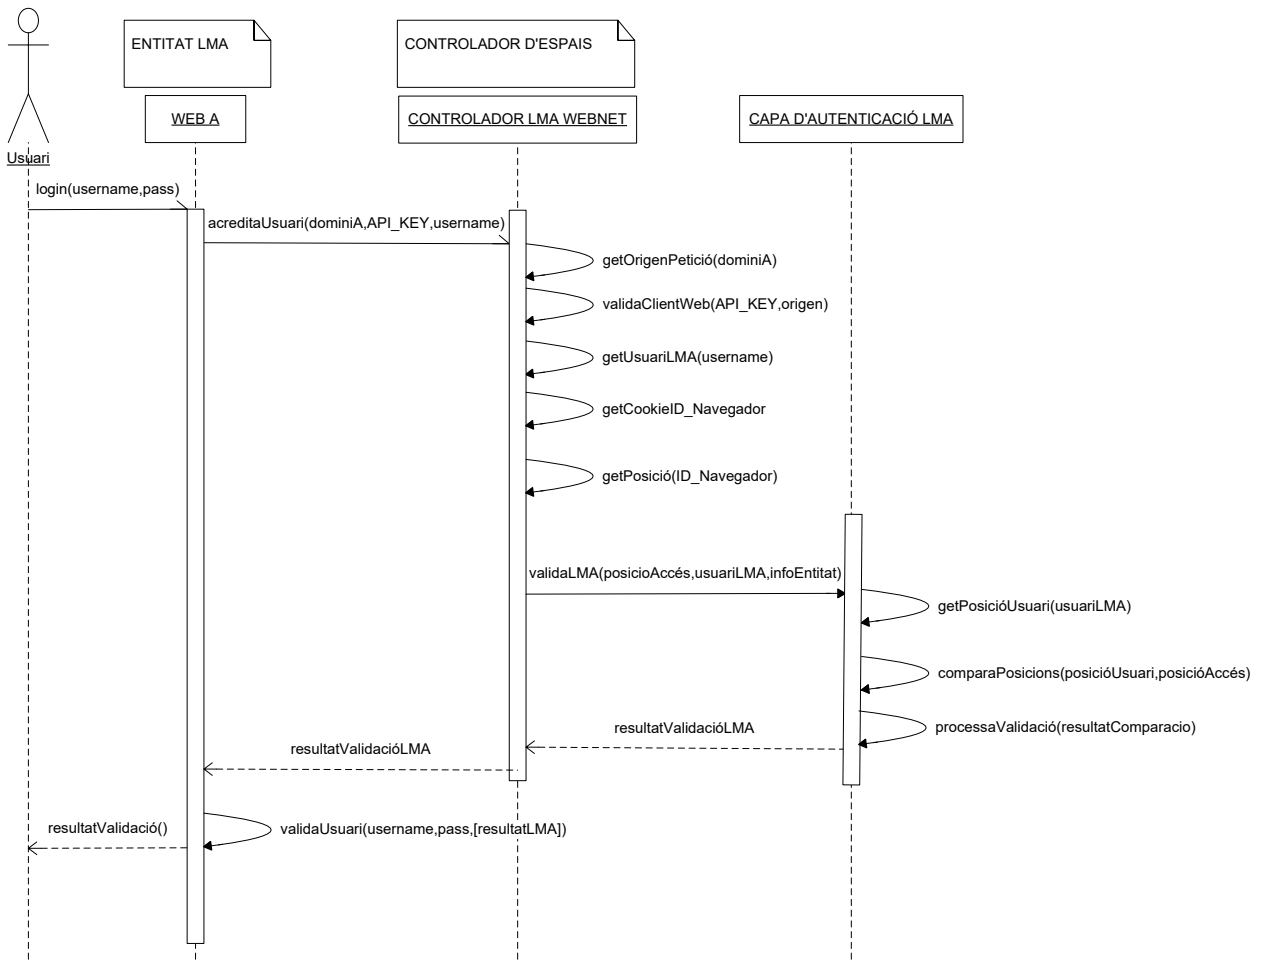 ENTITAT LMA
CONTROLADOR D'ESPAIS
WEB A
CONTROLADOR LMA WEBNET
CAPA D'AUTENTICACIÓ LMA
Usuari
login(username,pass)
acreditaUsuari(dominiA,API_KEY,username)
getOrigenPetició(dominiA)
validaClientWeb(API_KEY,origen)
getUsuariLMA(username)
getCookieID_Navegador
getPosició(ID_Navegador)
validaLMA(posicioAccés,usuariLMA,infoEntitat)
getPosicióUsuari(usuariLMA)
comparaPosicions(posicióUsuari,posicióAccés)
processaValidació(resultatComparacio)
resultatValidacióLMA
resultatValidacióLMA
validaUsuari(username,pass,[resultatLMA])
resultatValidació()